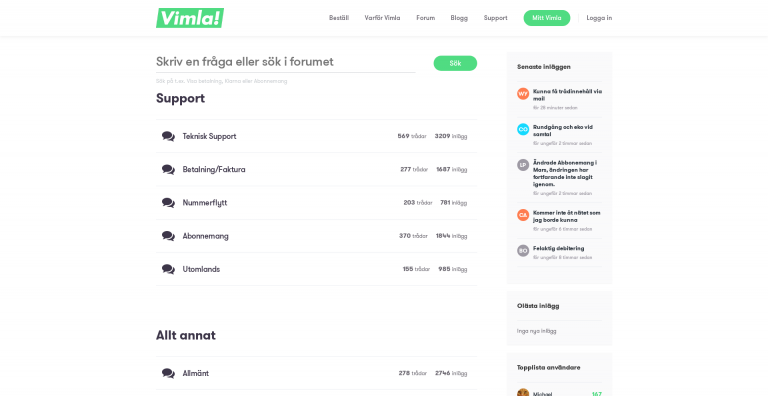 Vimla!
Beställ Varför Vimla Forum Blogg Support Mitt Vimla Logga in
Skriv en fråga eller sök i forumet
Sök
Sök på t.ex. Visa betalning, Klarna eller Abonnemang
Support
Teknisk Support 569 trådar 3209 inlägg
Betalning/Faktura 277 trådar 1687 inlägg
Nummerflytt 203 trådar 781 inlägg
Abonnemang 370 trådar 1844 inlägg
Utomlands 155 trådar 985 inlägg
Allt annat
Allmänt 278 trådar 2746 inlägg
Senaste inläggen
WY
Kunna få trådinnehåll via
mail
för 28 minuter sedan
Rundgång och eko vid
samtal
för ungefär 2 timmar sedan
LP
Ändrade Abbonemang i
Mars, ändringen har
fortfarande inte slagit
igenom.
för ungefär 2 timmar sedan
CA
Kommer inte åt nätet som
jag borde kunna
för ungefär 6 timmar sedan
RO
Felaktig debitering
för ungefär 8 timmar sedan
Olästa inlägg
Inga nya inlägg
Topplista användare
Michael 167